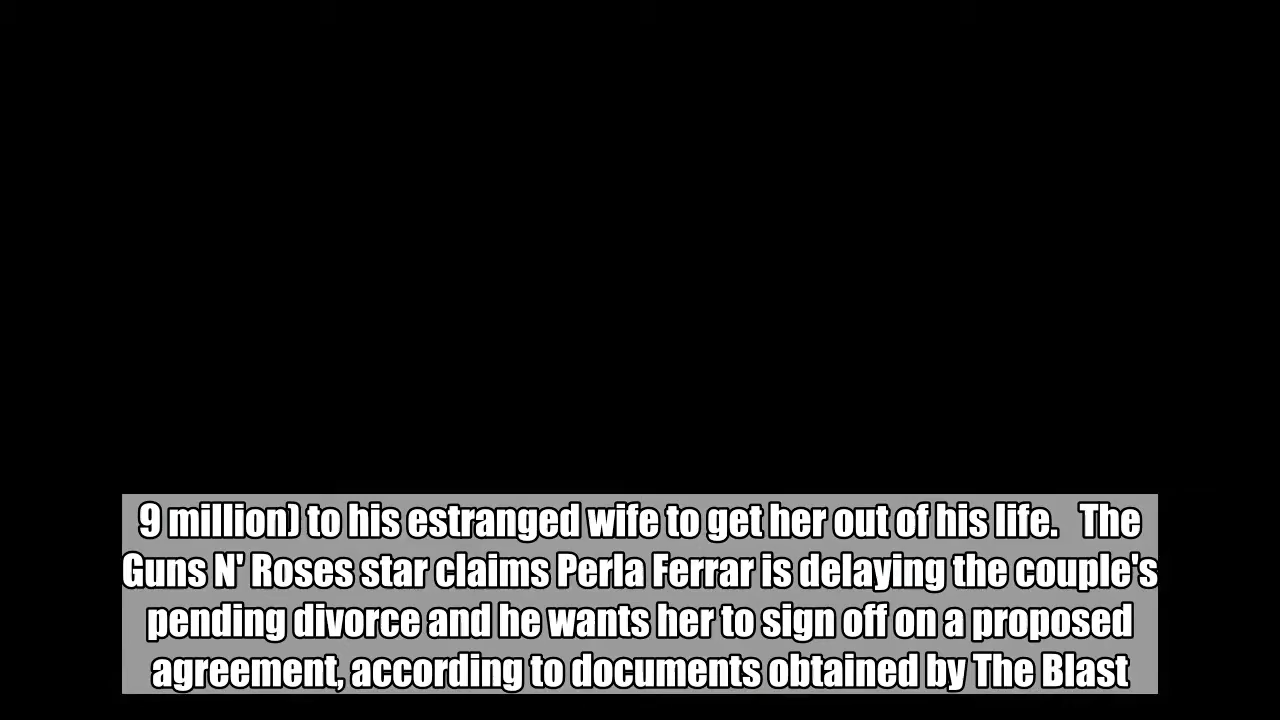 9 million) to his estranged wife to get her out of his life.   The
Guns N' Roses star claims Perla Ferrar is delaying the couple's
pending divorce and he wants her to sign off on a proposed
agreement, according to documents obtained by The Blast